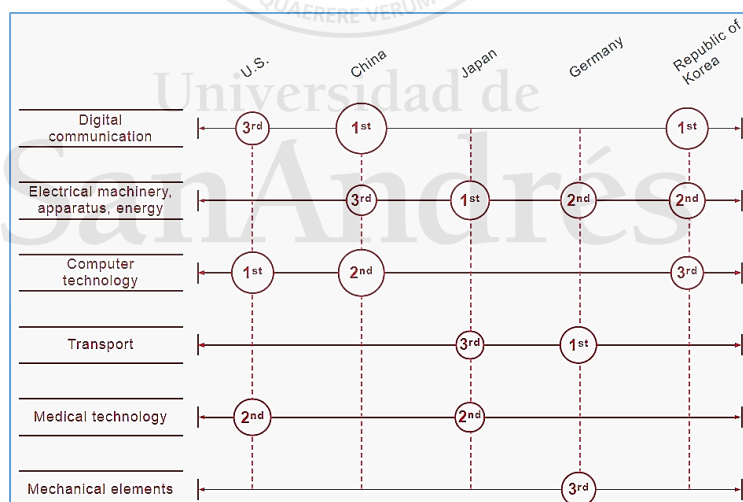 QUAERERE VERUM
Universidad de
SanAndrés
U.S.
China
Japan
Germany
Republic of
Korea
Digital
communication
3rd 1st 1st
Electrical machinery,
apparatus, energy
3rd 1st 2nd 2nd
Computer
technology
1st 2nd 3rd
Transport
3rd 1st
Medical technology
2nd 2nd
Mechanical elements
3rd